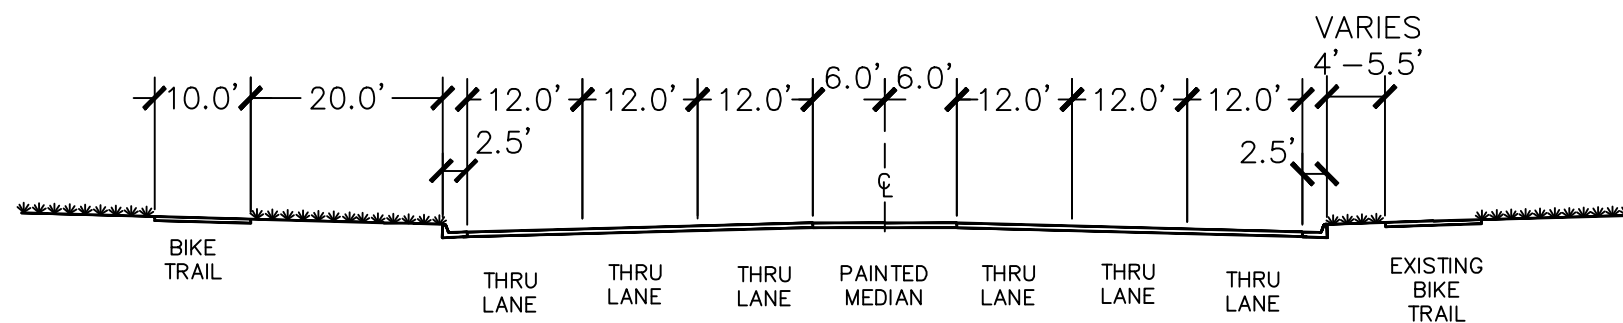 VARIES
4'-5.5'
10.0' 20.0' 12.0' 12.0' 12.0' 6.0' 6.0' 12.0' 12.0' 12.0'
2.5' 2.5'
℄
BIKE
TRAIL
THRU
LANE
THRU
LANE
THRU
LANE
PAINTED
MEDIAN
THRU
LANE
THRU
LANE
THRU
LANE
EXISTING
BIKE
TRAIL